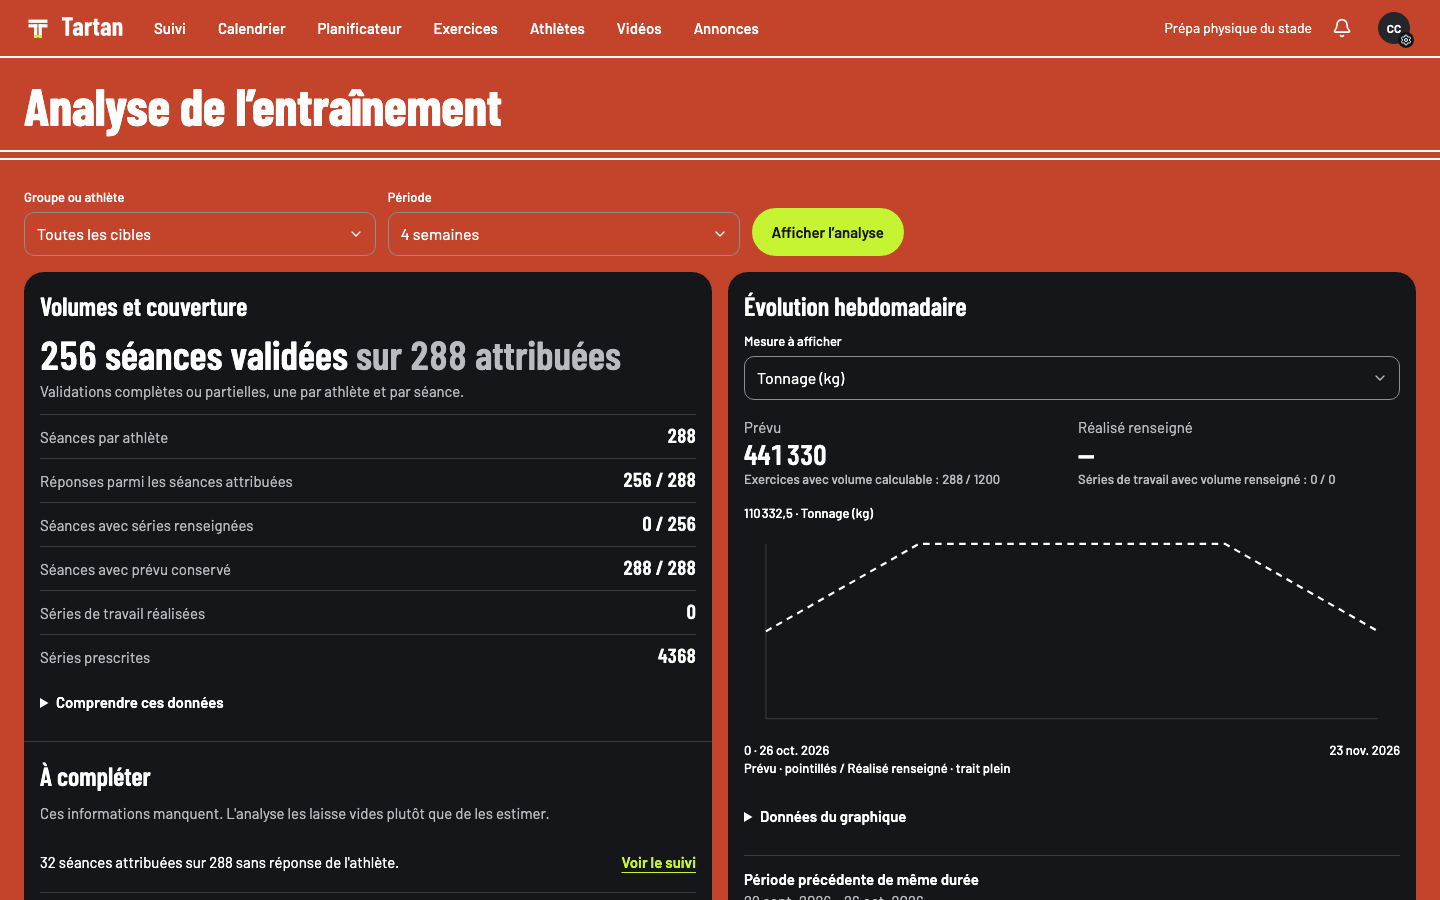 Tartan
Suivi
Calendrier
Planificateur
Exercices
Athlètes
Vidéos
Annonces
Prépa physique du stade
CC
Analyse de l’entraînement
Groupe ou athlète
Toutes les cibles
Période
4 semaines
Afficher l’analyse
Volumes et couverture
256 séances validées sur 288 attribuées
Validations complètes ou partielles, une par athlète et par séance.
Séances par athlète 288
Réponses parmi les séances attribuées 256 / 288
Séances avec séries renseignées 0 / 256
Séances avec prévu conservé 288 / 288
Séries de travail réalisées 0
Séries prescrites 4368
Comprendre ces données
À compléter
Ces informations manquent. L'analyse les laisse vides plutôt que de les estimer.
32 séances attribuées sur 288 sans réponse de l'athlète. Voir le suivi
Évolution hebdomadaire
Mesure à afficher
Tonnage (kg)
Prévu
441 330
Exercices avec volume calculable : 288 / 1200
Réalisé renseigné
–
Séries de travail avec volume renseigné : 0 / 0
110 332,5 · Tonnage (kg)
0 · 26 oct. 2026 23 nov. 2026
Prévu · pointillés / Réalisé renseigné · trait plein
Données du graphique
Période précédente de même durée